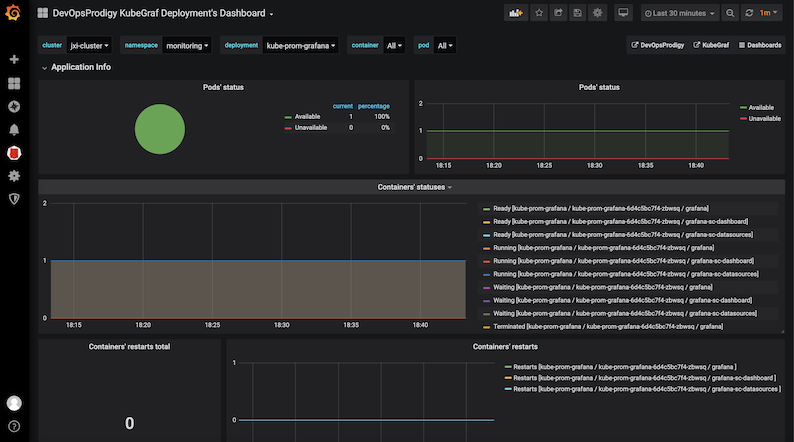 DevOpsProdigy KubeGraf Deployment's Dashboard
Last 30 minutes
1m
cluster jxi-cluster namespace monitoring deployment kube-prom-grafana container All pod All
DevOpsProdigy KubeGraf Dashboards
Application Info
Pods' status
current percentage
Available 1 100%
Unavailable 0 0%
Pods' status
2
1
0
18:15 18:20 18:25 18:30 18:35 18:40
Available
Unavailable
Containers' statuses
2
1
0
18:15 18:20 18:25 18:30 18:35 18:40
Ready [kube-prom-grafana / kube-prom-grafana-6d4c5bc7f4-zbwsq / grafana]
Ready [kube-prom-grafana / kube-prom-grafana-6d4c5bc7f4-zbwsq / grafana-sc-dashboard]
Ready [kube-prom-grafana / kube-prom-grafana-6d4c5bc7f4-zbwsq / grafana-sc-datasources]
Running [kube-prom-grafana / kube-prom-grafana-6d4c5bc7f4-zbwsq / grafana]
Running [kube-prom-grafana / kube-prom-grafana-6d4c5bc7f4-zbwsq / grafana-sc-dashboard]
Running [kube-prom-grafana / kube-prom-grafana-6d4c5bc7f4-zbwsq / grafana-sc-datasources]
Waiting [kube-prom-grafana / kube-prom-grafana-6d4c5bc7f4-zbwsq / grafana]
Waiting [kube-prom-grafana / kube-prom-grafana-6d4c5bc7f4-zbwsq / grafana-sc-dashboard]
Waiting [kube-prom-grafana / kube-prom-grafana-6d4c5bc7f4-zbwsq / grafana-sc-datasources]
Terminated [kube-prom-grafana / kube-prom-grafana-6d4c5bc7f4-zbwsq / grafana]
Containers' restarts total
0
Containers' restarts
1
0
Restarts [kube-prom-grafana / kube-prom-grafana-6d4c5bc7f4-zbwsq / grafana ]
Restarts [kube-prom-grafana / kube-prom-grafana-6d4c5bc7f4-zbwsq / grafana-sc-dashboard ]
Restarts [kube-prom-grafana / kube-prom-grafana-6d4c5bc7f4-zbwsq / grafana-sc-datasources ]